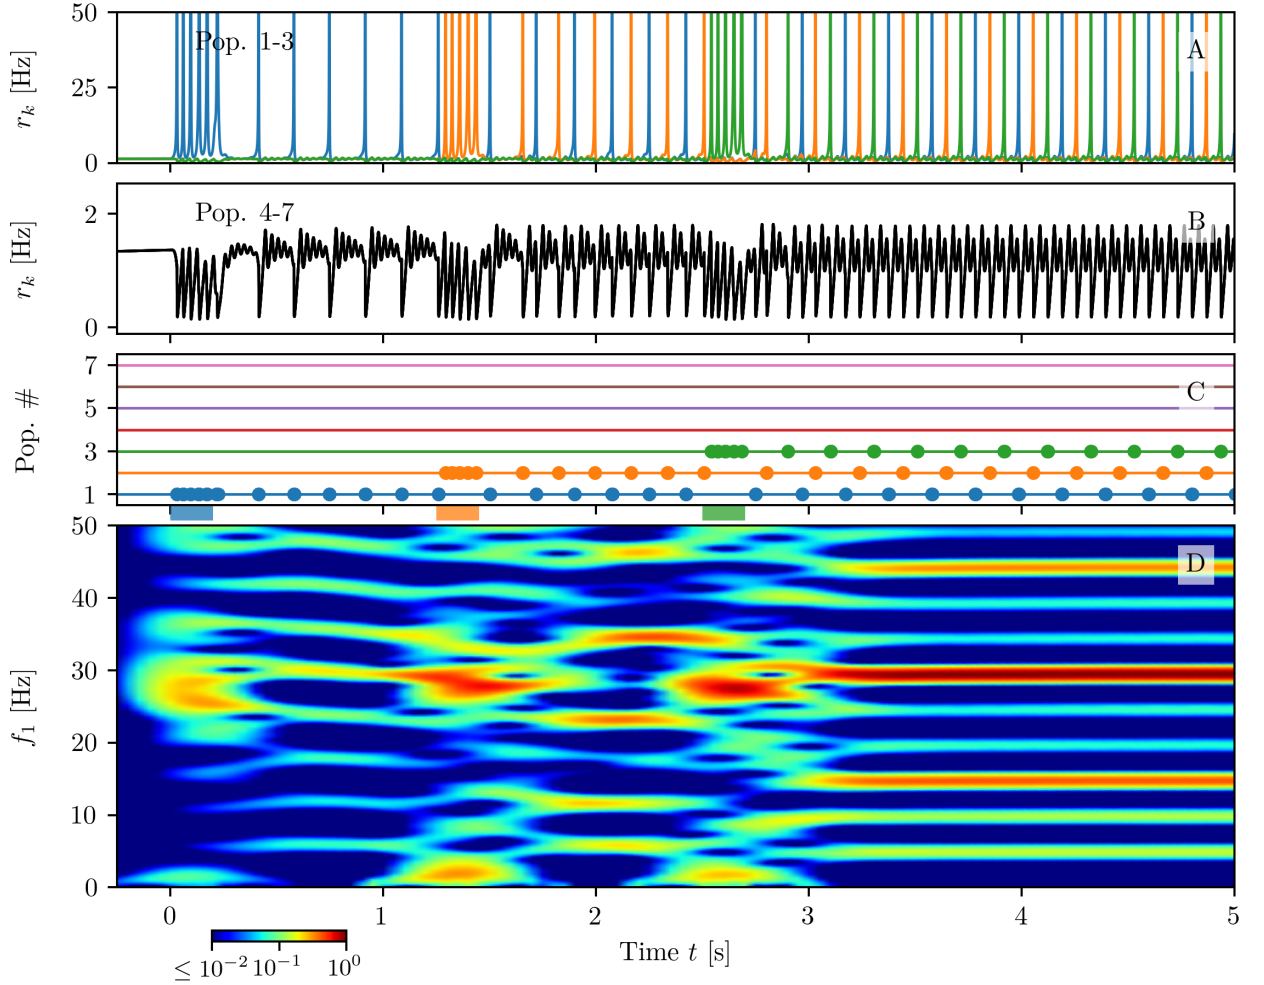 50
25
0
r_k [Hz]
Pop. 1-3
A
2
0
r_k [Hz]
Pop. 4-7
B
7
5
3
1
Pop. #
C
50
40
30
20
10
0
f_1 [Hz]
D
0 1 2 3 4 5
Time t [s]
≤ 10^{-2} 10^{-1} 10^0